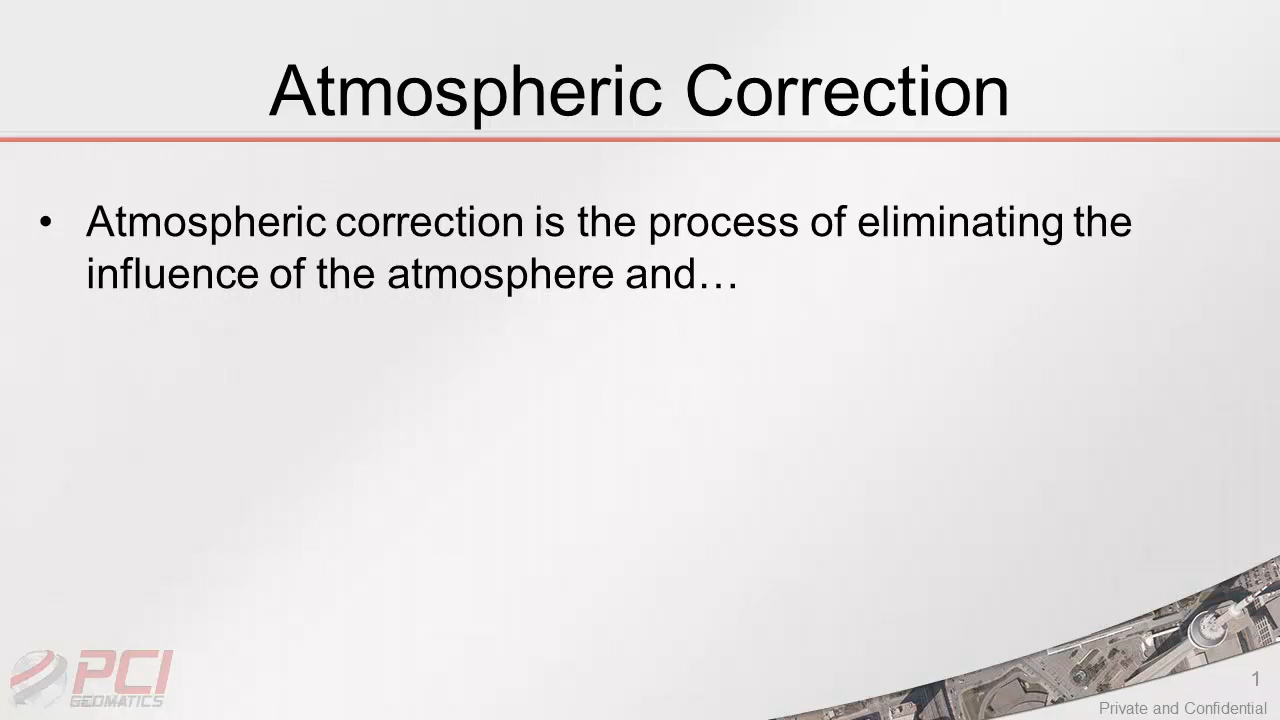 Atmospheric Correction
• Atmospheric correction is the process of eliminating the
influence of the atmosphere and…
PCI
GEOMATICS
1
Private and Confidential